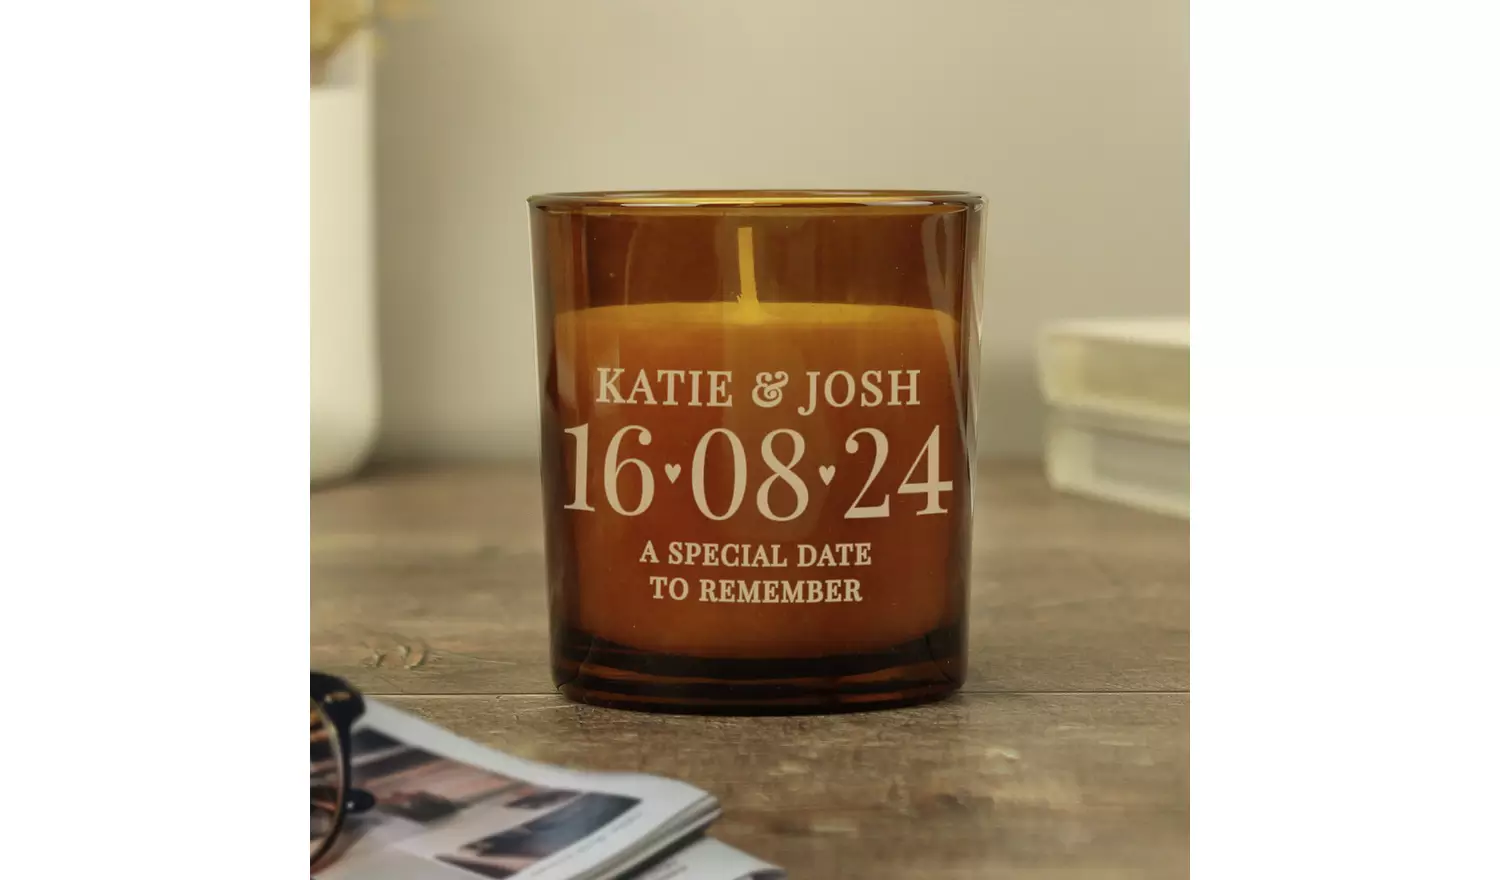 KATIE & JOSH
16♥08♥24
A SPECIAL DATE
TO REMEMBER